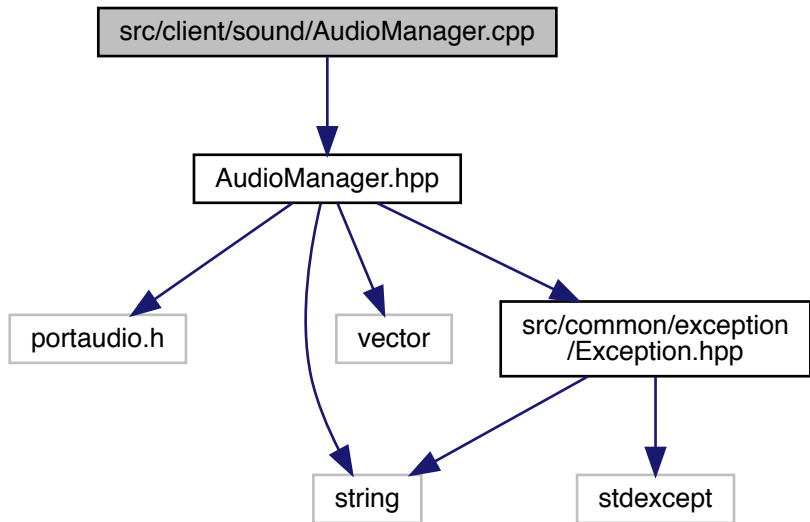 src/client/sound/AudioManager.cpp
AudioManager.hpp
portaudio.h
vector
src/common/exception
/Exception.hpp
string
stdexcept